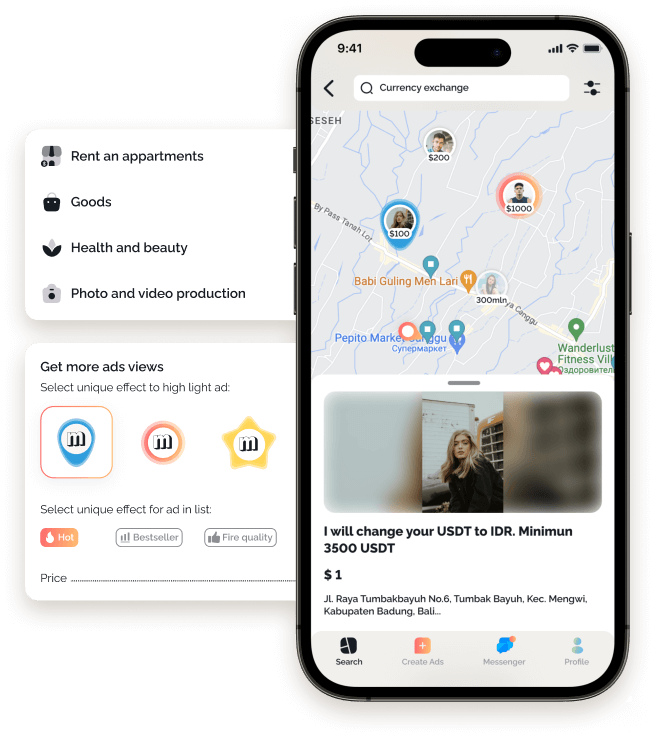 Rent an appartments
Goods
Health and beauty
Photo and video production
Get more ads views
Select unique effect to high light ad:
m
m
m
Select unique effect for ad in list:
Hot
Bestseller
Fire quality
Price
9:41
Currency exchange
SESEH
$200
$1000
By Pass Tanah Lot
$100
Babi Guling Men Lari
300mln
Canggu
Pepito Market
Супермаркет
Wanderlust
Fitness Vill
Оздоровител
I will change your USDT to IDR. Minimun
3500 USDT
$ 1
Jl. Raya Tumbakbayuh No.6, Tumbak Bayuh, Kec. Mengwi,
Kabupaten Badung, Bali...
Search
Create Ads
Messenger
Profile